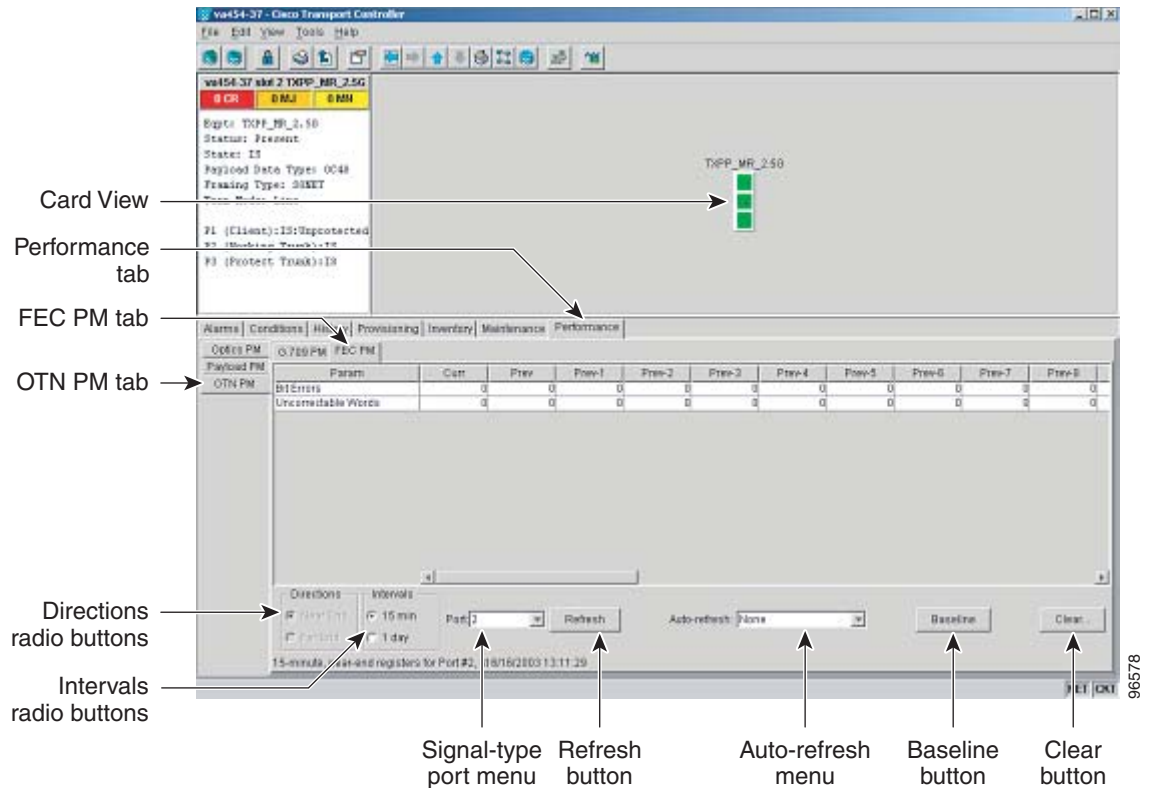 va454-37 - Cisco Transport Controller
File Edit View Tools Help
va454-37 slot 2 TXPP_MR_2.5G
0 CR 0 MJ 0 MN
Eqpt: TXPP_MR_2.5G
Status: Present
State: IS
Payload Data Type: OC48
Framing Type: SONET
P1 (Client):IS:Unprotected
P2 (Working Trunk):IS
P3 (Protect Trunk):IS
TXPP_MR_2.5G
Card View
Performance
tab
FEC PM tab
OTN PM tab
Alarms Conditions History Provisioning Inventory Maintenance Performance
Optics PM
Payload PM
OTN PM
G.709 PM FEC PM
Param Curr Prev Prev-1 Prev-2 Prev-3 Prev-4 Prev-5 Prev-6 Prev-7 Prev-8
Bit Errors 0 0 0 0 0 0 0 0 0 0
Uncorrectable Words 0 0 0 0 0 0 0 0 0 0
Directions
radio buttons
Intervals
radio buttons
Directions Intervals
Near End 15 min
Far End 1 day
Port: 2 Refresh Auto-refresh: None Baseline Clear...
15-minute, near-end registers for Port #2,
13:11:29
NET CKT
96578
Signal-type
port menu
Refresh
button
Auto-refresh
menu
Baseline
button
Clear
button